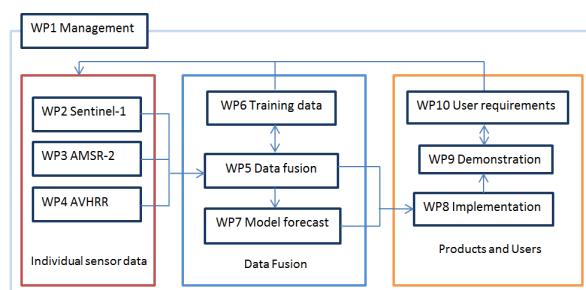 WP1 Management
WP2 Sentinel-1
WP3 AMSR-2
WP4 AVHRR
Individual sensor data
WP6 Training data
WP5 Data fusion
WP7 Model forecast
Data Fusion
WP10 User requirements
WP9 Demonstration
WP8 Implementation
Products and Users